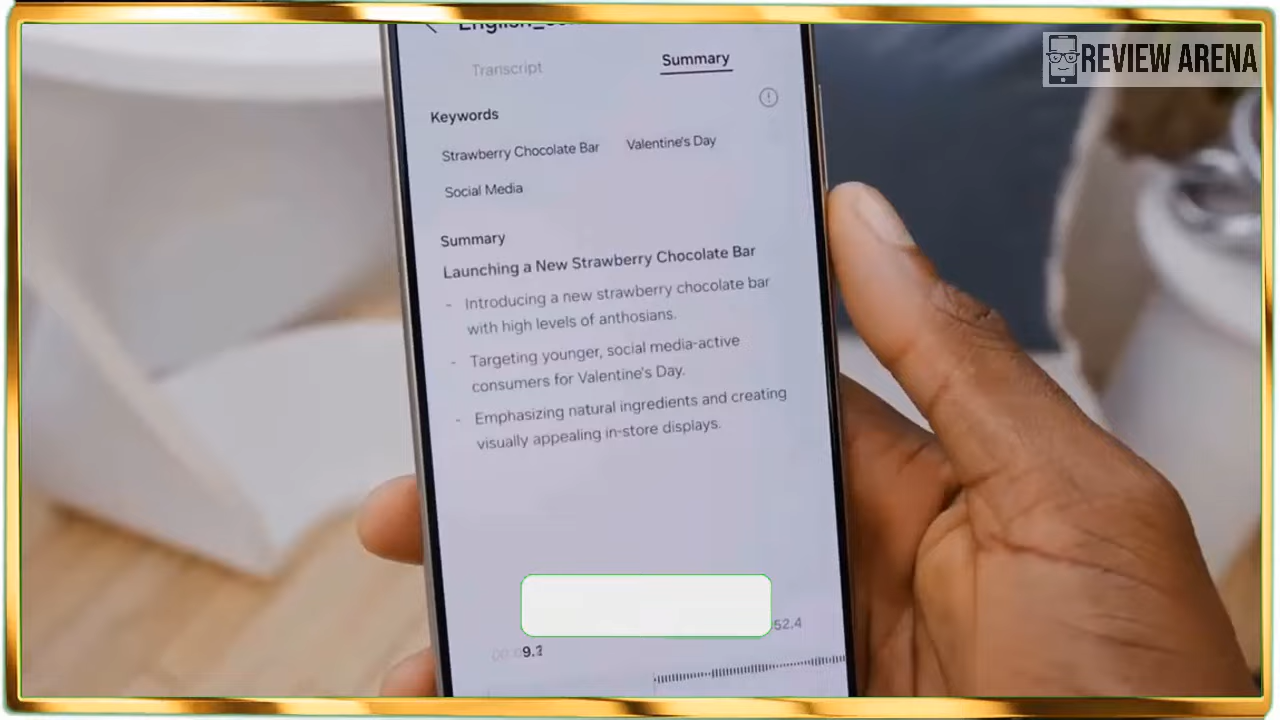 REVIEW ARENA
Transcript Summary
Keywords
Strawberry Chocolate Bar Valentine's Day
Social Media
Summary
Launching a New Strawberry Chocolate Bar
- Introducing a new strawberry chocolate bar
with high levels of anthosians.
- Targeting younger, social media-active
consumers for Valentine's Day.
- Emphasizing natural ingredients and creating
visually appealing in-store displays.
52.4